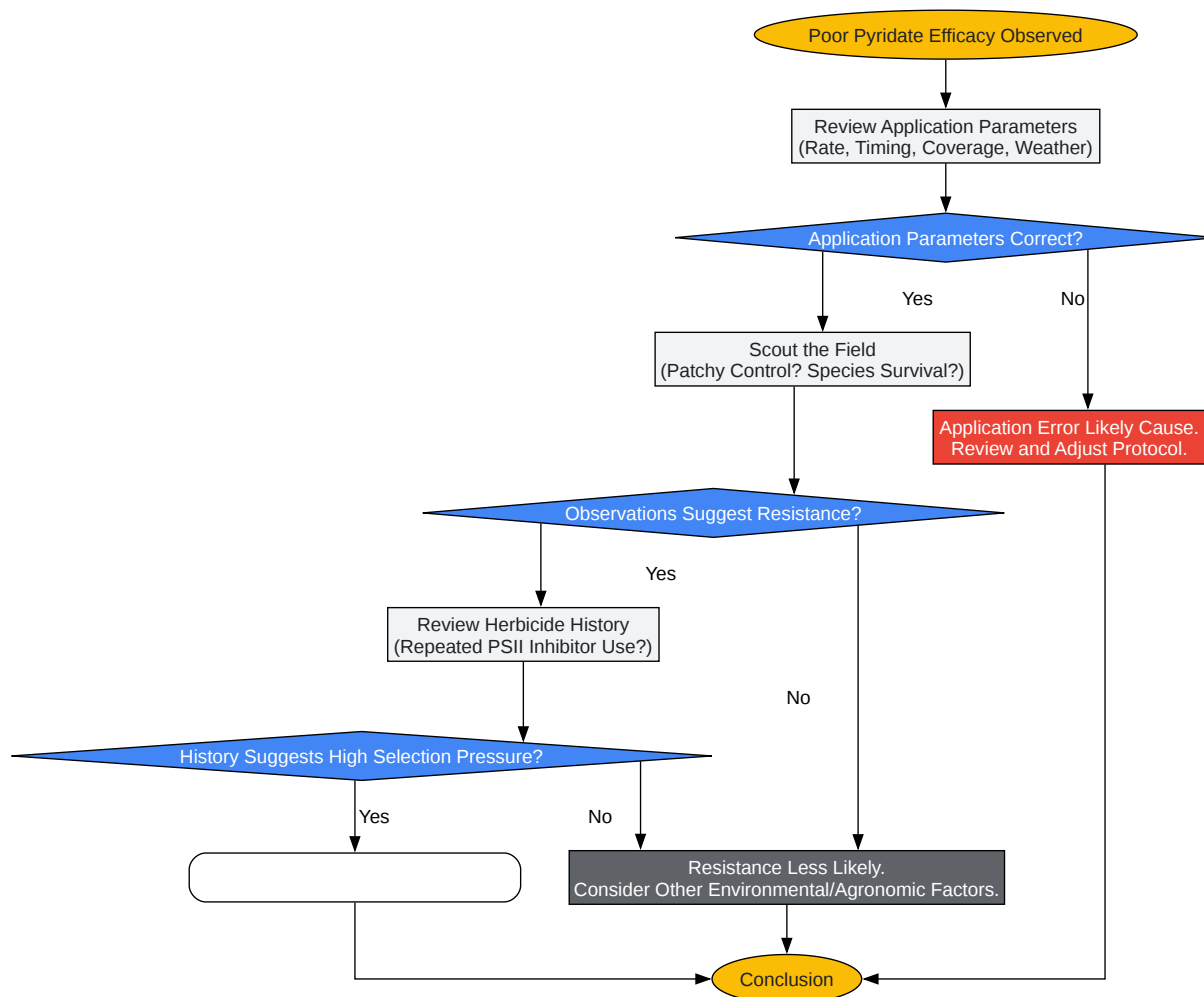 Poor Pyridate Efficacy Observed
Review Application Parameters
(Rate, Timing, Coverage, Weather)
Application Parameters Correct?
Yes
No
Scout the Field
(Patchy Control? Species Survival?)
Application Error Likely Cause.
Review and Adjust Protocol.
Observations Suggest Resistance?
Yes
Review Herbicide History
(Repeated PSII Inhibitor Use?)
No
History Suggests High Selection Pressure?
Yes
No
Resistance Less Likely.
Consider Other Environmental/Agronomic Factors.
Conclusion